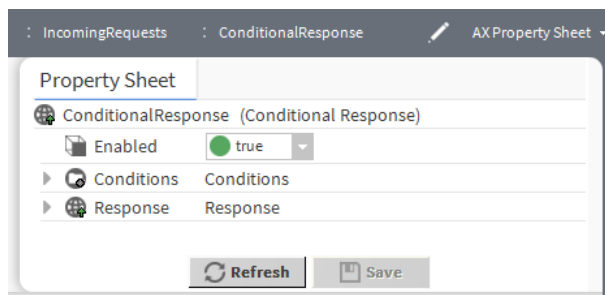 : IncomingRequests : ConditionalResponse AX Property Sheet
Property Sheet
ConditionalResponse (Conditional Response)
Enabled true
Conditions Conditions
Response Response
Refresh Save